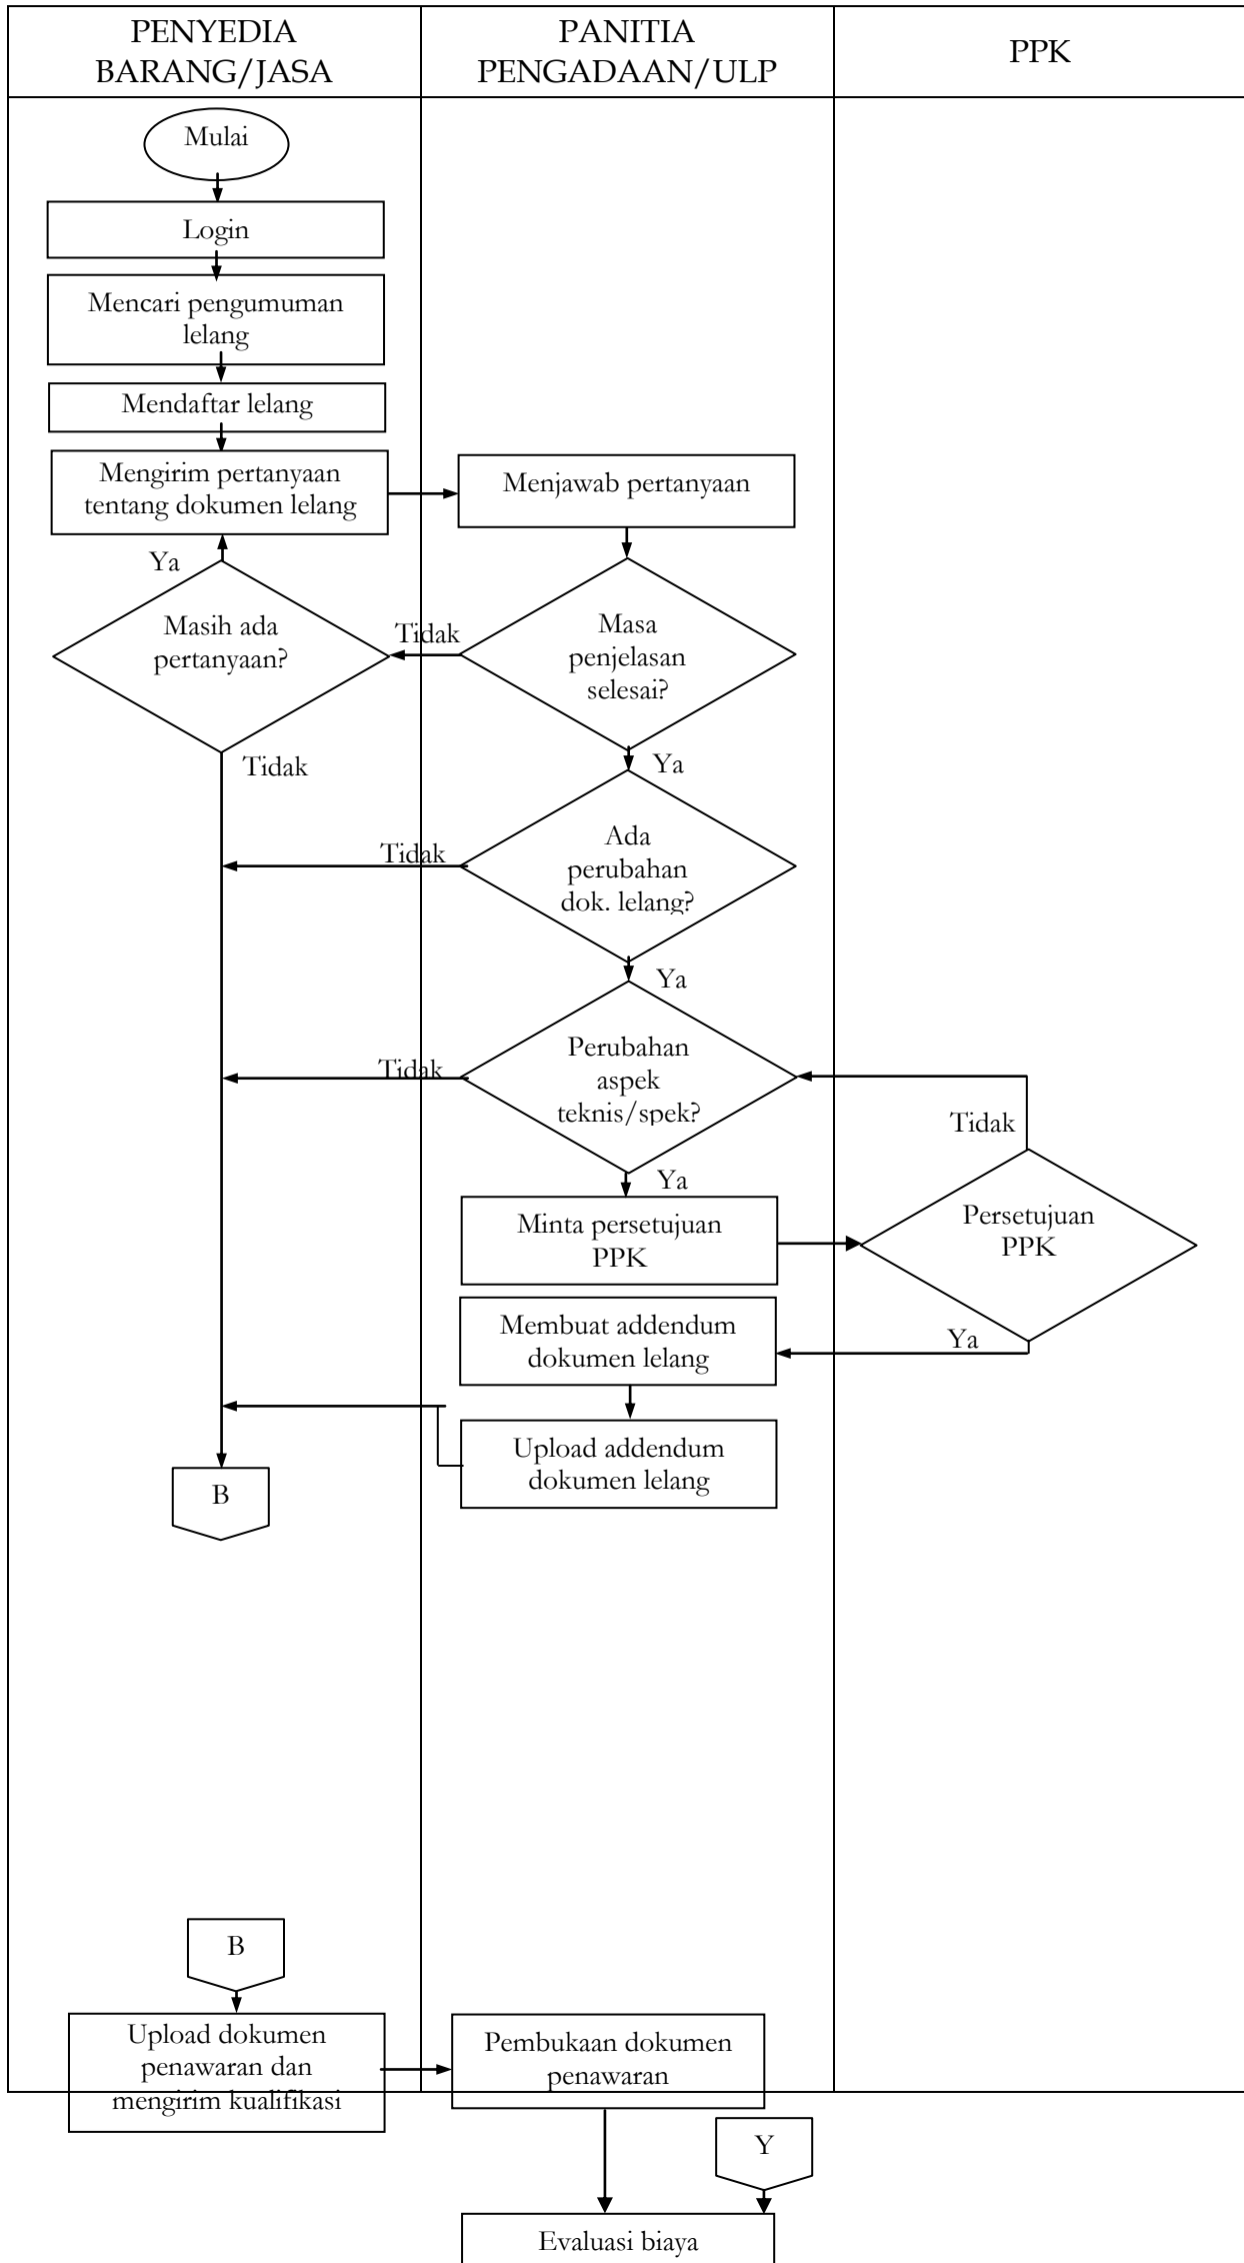 PENYEDIA
BARANG/JASA
PANITIA
PENGADAAN/ULP
PPK
Mulai
Login
Mencari pengumuman
lelang
Mendaftar lelang
Mengirim pertanyaan
tentang dokumen lelang
Menjawab pertanyaan
Ya
Masih ada
pertanyaan?
Tidak
Masa
penjelasan
selesai?
Tidak
Ya
Ada
perubahan
dok. lelang?
Tidak
Ya
Perubahan
aspek
teknis/spek?
Tidak
Tidak
Ya
Minta persetujuan
PPK
Persetujuan
PPK
Membuat addendum
dokumen lelang
Ya
Upload addendum
dokumen lelang
B
B
Upload dokumen
penawaran dan
mengirim kualifikasi
Pembukaan dokumen
penawaran
Y
Evaluasi biaya